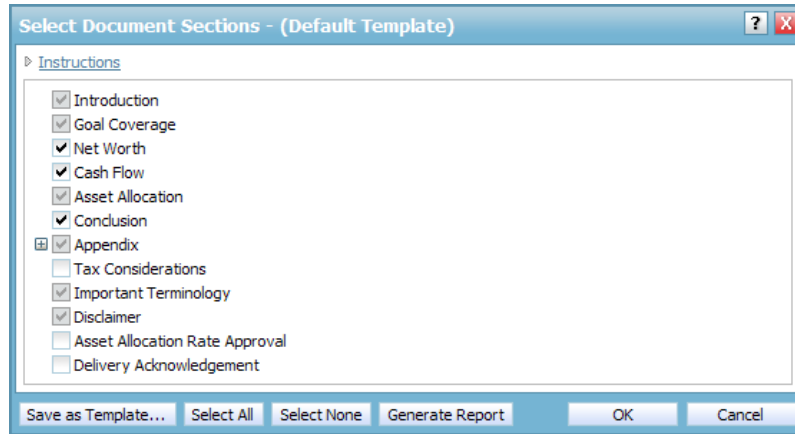 Select Document Sections - (Default Template) ? X
Instructions
Introduction
Goal Coverage
Net Worth
Cash Flow
Asset Allocation
Conclusion
Appendix
Tax Considerations
Important Terminology
Disclaimer
Asset Allocation Rate Approval
Delivery Acknowledgement
Save as Template... Select All Select None Generate Report OK Cancel